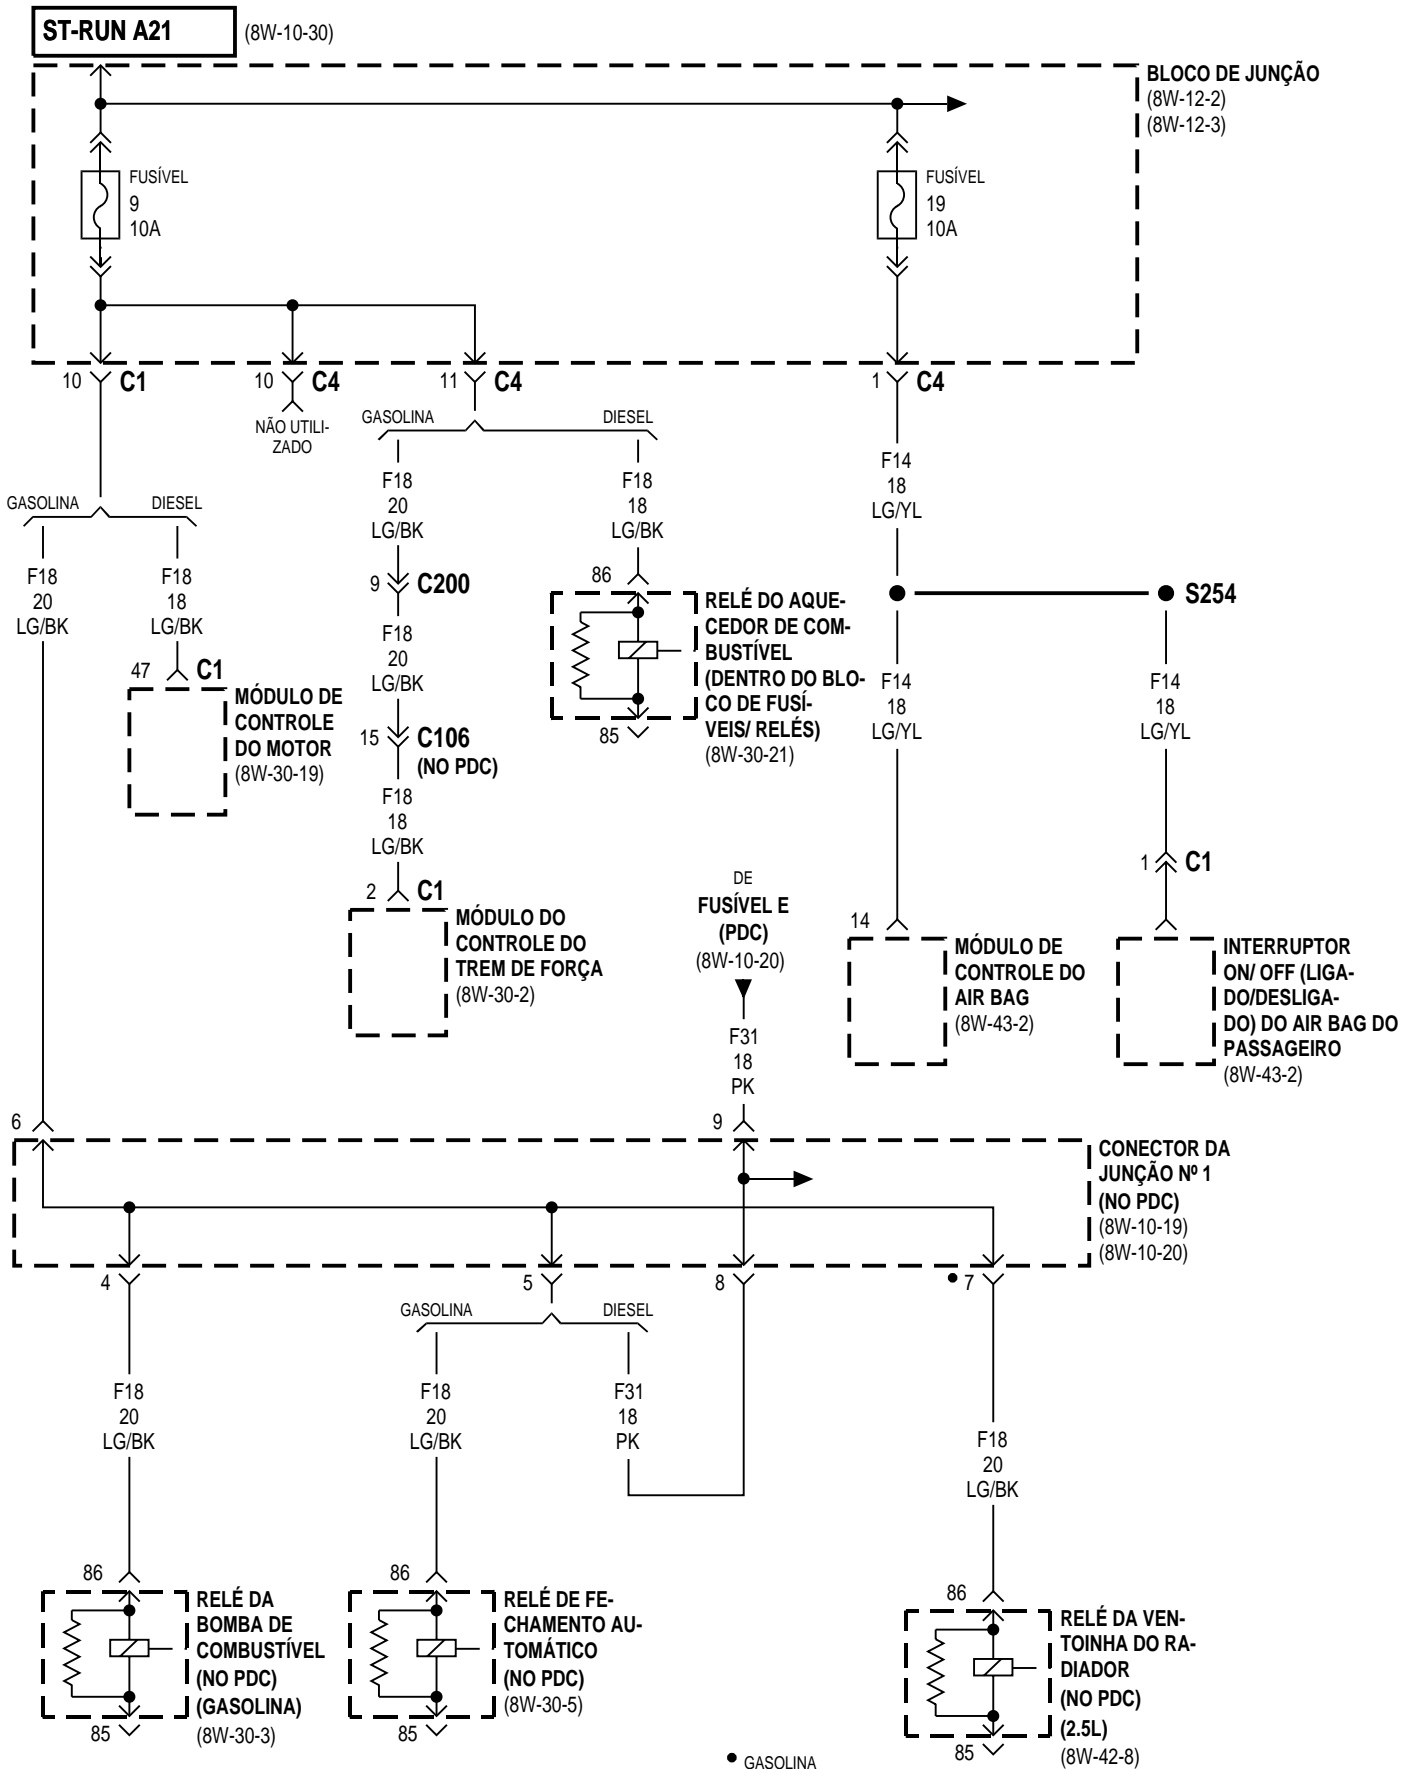 ST-RUN A21
(8W-10-30)
BLOCO DE JUNÇÃO
(8W-12-2)
(8W-12-3)
FUSÍVEL
9
10A
FUSÍVEL
19
10A
10
C1
10
C4
11
C4
1
C4
NÃO UTILI-
ZADO
GASOLINA
DIESEL
F18
20
LG/BK
F18
18
LG/BK
F14
18
LG/YL
GASOLINA
DIESEL
F18
20
LG/BK
F18
18
LG/BK
9
C200
86
F18
20
LG/BK
RELÉ DO AQUE-
CEDOR DE COM-
BUSTÍVEL
(DENTRO DO BLO-
CO DE FUSÍ-
VEIS/ RELÉS)
(8W-30-21)
85
S254
47
C1
MÓDULO DE
CONTROLE
DO MOTOR
(8W-30-19)
F14
18
LG/YL
F14
18
LG/YL
15
C106
(NO PDC)
F18
18
LG/BK
2
C1
MÓDULO DO
CONTROLE DO
TREM DE FORÇA
(8W-30-2)
DE
FUSÍVEL E
(PDC)
(8W-10-20)
F31
18
PK
1
C1
14
MÓDULO DE
CONTROLE DO
AIR BAG
(8W-43-2)
INTERRUPTOR
ON/ OFF (LIGA-
DO/DESLIGA-
DO) DO AIR BAG DO
PASSAGEIRO
(8W-43-2)
6
9
CONECTOR DA
JUNÇÃO Nº 1
(NO PDC)
(8W-10-19)
(8W-10-20)
4
5
8
• 7
GASOLINA
DIESEL
F18
20
LG/BK
F18
20
LG/BK
F31
18
PK
F18
20
LG/BK
86
RELÉ DA
BOMBA DE
COMBUSTÍVEL
(NO PDC)
(GASOLINA)
(8W-30-3)
85
86
RELÉ DE FE-
CHAMENTO AU-
TOMÁTICO
(NO PDC)
(8W-30-5)
85
86
RELÉ DA VEN-
TOINHA DO RA-
DIADOR
(NO PDC)
(2.5L)
(8W-42-8)
85
• GASOLINA